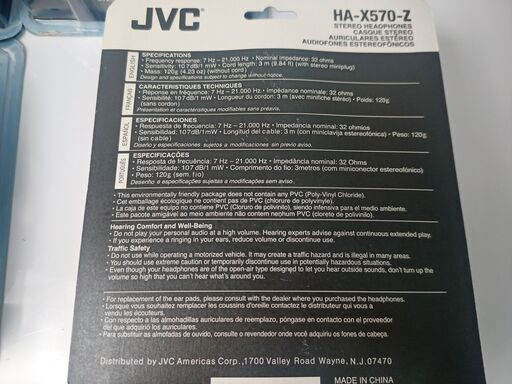 JVC
HA-X570-Z
STEREO HEADPHONES
CASQUE STÉRÉO
AURICULARES ESTÉREO
AUDIOFONES ESTEREOFÔNICOS
ENGLISH
SPECIFICATIONS
• Frequency response: 7 Hz – 21,000 Hz • Nominal impedance: 32 ohms
• Sensitivity: 107dB/1 mW • Cord length: 3 m (9.84 ft) (with stereo miniplug)
• Mass: 120g (4.23 oz) (without cord)
Design and specifications subject to change without notice.
FRANÇAIS
CARACTÉRISTIQUES TECHNIQUES
• Réponse en fréquence: 7 Hz – 21.000 Hz • Impédance nominale: 32 ohms
• Sensibilité: 107 dB/1 mW • Longueur du cordon: 3 m (avec minifiche stéréo) • Poids: 120g
(sans cordon)
Présentation et caractéristiques modifiables sans préavis.
ESPAÑOL
ESPECIFICACIONES
• Respuesta de frecuencia: 7 Hz – 21.000 Hz • Impedancia nominal: 32 ohms
• Sensibilidad: 107 dB/1 mW • Longitud del cable: 3 m (con miniclavija estereofónica) • Peso: 120g
(sin cable)
Diseño y especificaciones sujetos a modificaciones sin aviso.
PORTUGUÊS
ESPECIFICAÇÕES
• Resposta de frecuência: 7 Hz – 21.000 Hz • Impedância nominal: 32 Ohms
• Sensibilidade: 107 dB/1 mW • Comprimento do fio: 3metros (com miniconector estereofónico)
• Peso: 120g (sem fio)
Desenho e especificações sujeitas a modificações sem aviso.
• This environmentally friendly package does not contain any PVC (Poly-Vinyl Chloride).
• Cet emballage écologique ne contient pas de PVC (chlorure de polyvinyle).
• La caja de este equipo no contiene PVC (Cloruro de polivinilo), siendo intensiva para el medio ambiente.
• Este pacote amigável ao meio ambiente não contem nenhum PVC (cloreto de polivinilo).
Hearing Comfort and Well-Being
• Do not play your personal audio at a high volume. Hearing experts advise against continuous extended play.
• If you experience a ringing in your ears, reduce volume or discontinue use.
Traffic Safety
• Do not use while operating a motorized vehicle. It may create a traffic hazard and is illegal in many areas.
• You should use extreme caution or temporarily discontinue use in potentially hazardous situations.
• Even though your headphones are of the open-air type designed to let you hear outside sounds, don't turn up the
volume so high that you can't hear what's around you.
• For replacement of the ear pads, please consult with the dealer where you purchased the headphones.
• Lorsque vous souhaitez remplacer les coussins d'oreille contactez le distributeur ou vous avez acheté
les écouteurs.
• Con respecto a las almohadillas de reemplazo, póngase en contacto con el distribuidor donde compró los
auriculares.
• Para substituir as almofadas de ouvido, consulte o revendedor onde você adquiriu os fones de cabeça.
Distributed by JVC Americas Corp.,1700 Valley Road Wayne, N.J.07470
MADE IN CHINA